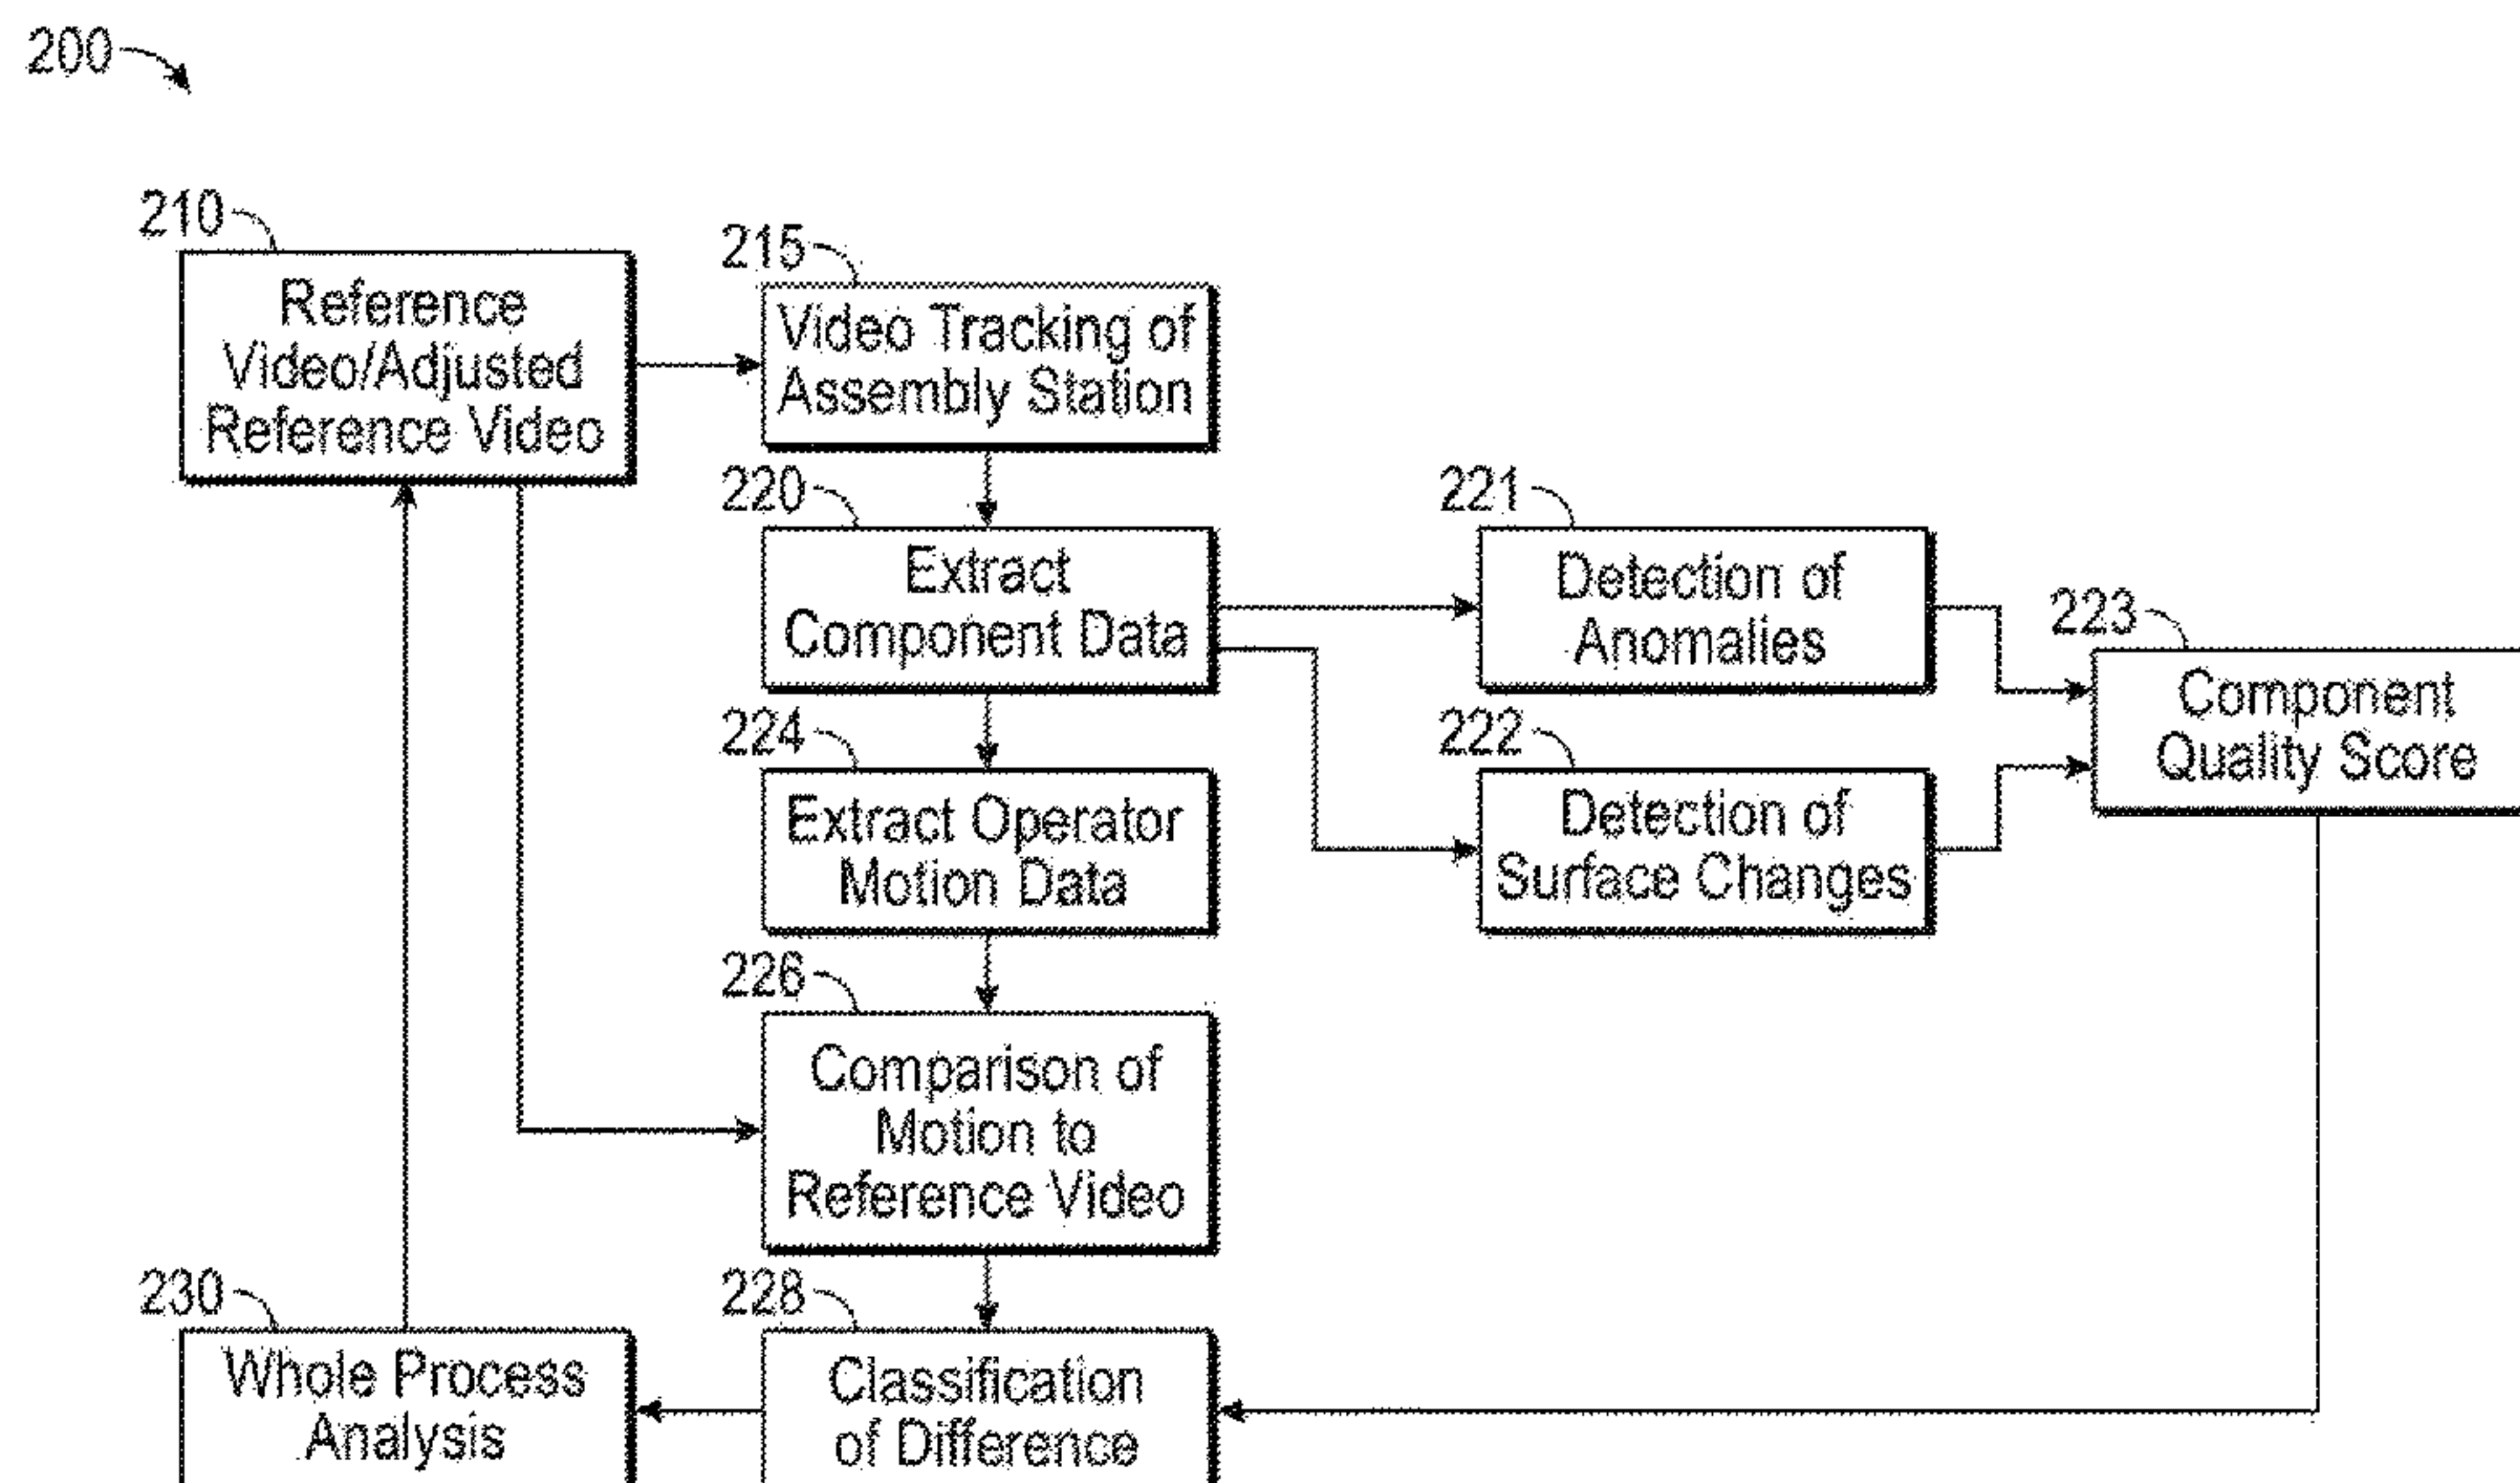 200
210
Reference
Video/Adjusted
Reference Video
215
Video Tracking of
Assembly Station
220
Extract
Component Data
221
Detection of
Anomalies
222
Detection of
Surface Changes
223
Component
Quality Score
224
Extract Operator
Motion Data
226
Comparison of
Motion to
Reference Video
228
Classification
of Difference
230
Whole Process
Analysis